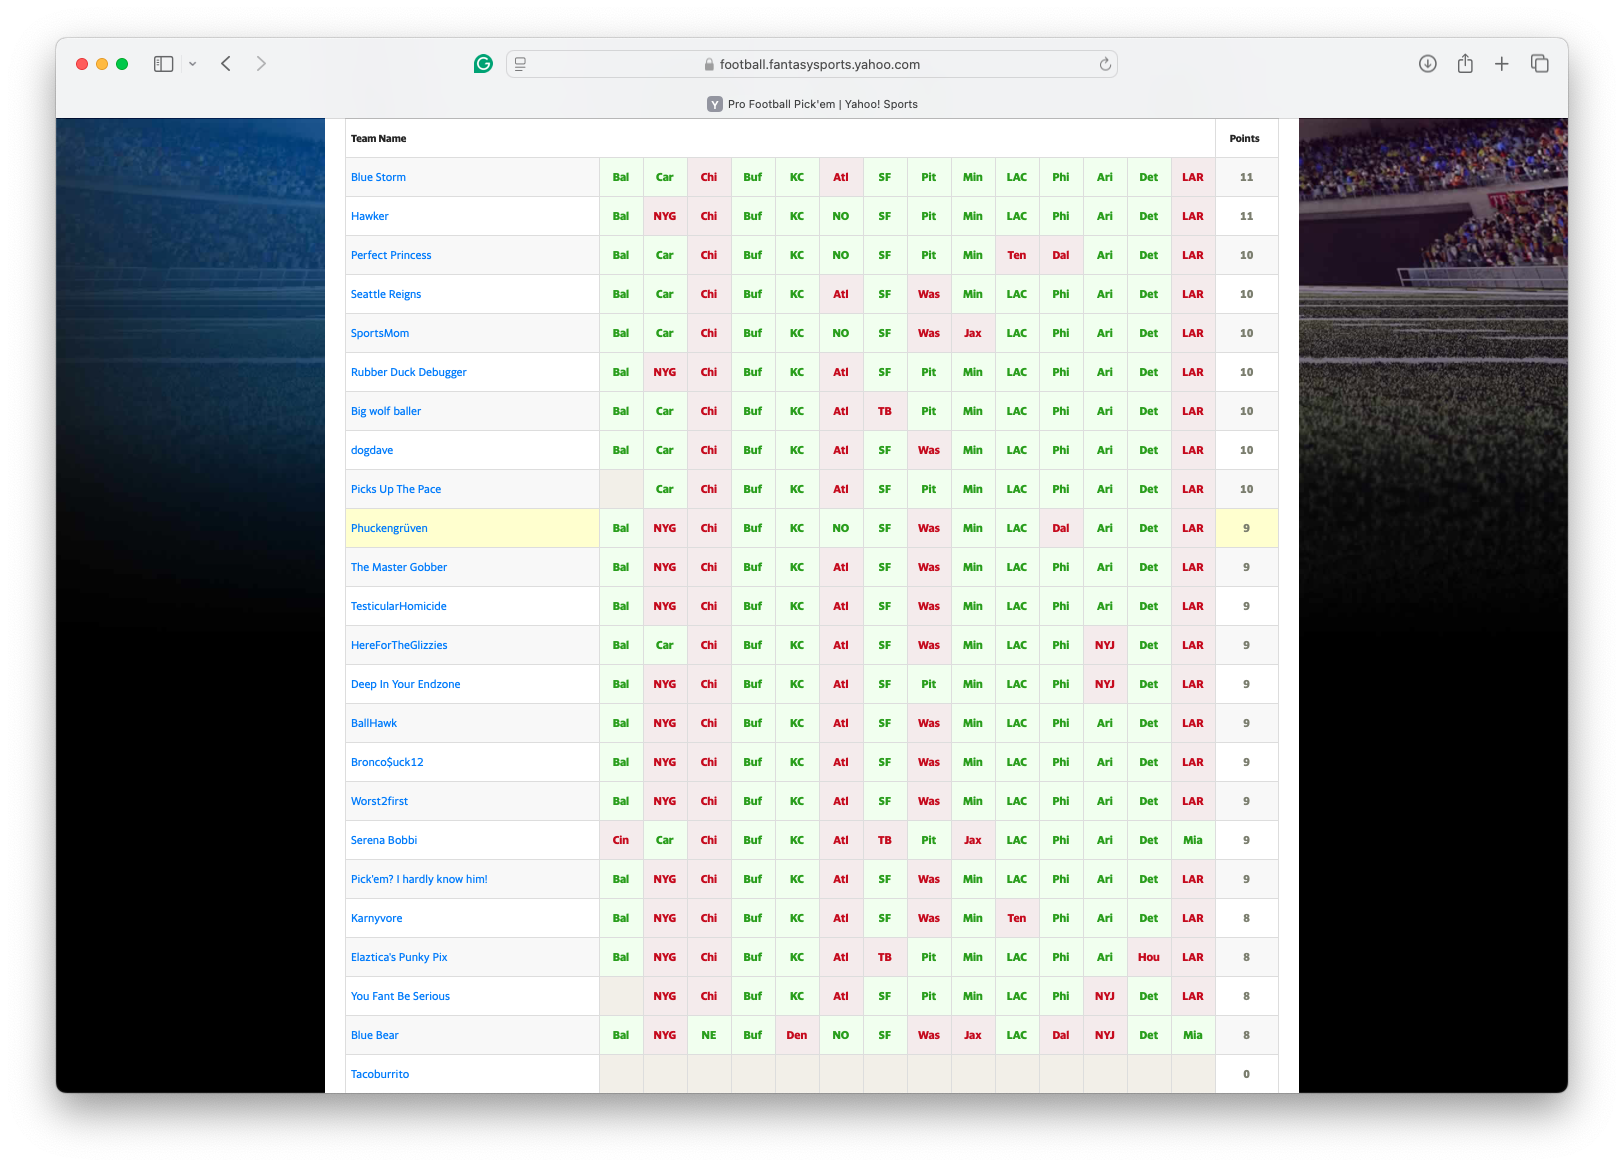 football.fantasysports.yahoo.com
Y Pro Football Pick'em | Yahoo! Sports
Team Name Points
Blue Storm Bal Car Chi Buf KC Atl SF Pit Min LAC Phi Ari Det LAR 11
Hawker Bal NYG Chi Buf KC NO SF Pit Min LAC Phi Ari Det LAR 11
Perfect Princess Bal Car Chi Buf KC NO SF Pit Min Ten Dal Ari Det LAR 10
Seattle Reigns Bal Car Chi Buf KC Atl SF Was Min LAC Phi Ari Det LAR 10
SportsMom Bal Car Chi Buf KC NO SF Was Jax LAC Phi Ari Det LAR 10
Rubber Duck Debugger Bal NYG Chi Buf KC Atl SF Pit Min LAC Phi Ari Det LAR 10
Big wolf baller Bal Car Chi Buf KC Atl TB Pit Min LAC Phi Ari Det LAR 10
dogdave Bal Car Chi Buf KC Atl SF Was Min LAC Phi Ari Det LAR 10
Picks Up The Pace Car Chi Buf KC Atl SF Pit Min LAC Phi Ari Det LAR 10
Phuckengrüven Bal NYG Chi Buf KC NO SF Was Min LAC Dal Ari Det LAR 9
The Master Gobber Bal NYG Chi Buf KC Atl SF Was Min LAC Phi Ari Det LAR 9
TesticularHomicide Bal NYG Chi Buf KC Atl SF Was Min LAC Phi Ari Det LAR 9
HereForTheGlizzies Bal Car Chi Buf KC Atl SF Was Min LAC Phi NYJ Det LAR 9
Deep In Your Endzone Bal NYG Chi Buf KC Atl SF Pit Min LAC Phi NYJ Det LAR 9
BallHawk Bal NYG Chi Buf KC Atl SF Was Min LAC Phi Ari Det LAR 9
Bronco$uck12 Bal NYG Chi Buf KC Atl SF Was Min LAC Phi Ari Det LAR 9
Worst2first Bal NYG Chi Buf KC Atl SF Was Min LAC Phi Ari Det LAR 9
Serena Bobbi Cin Car Chi Buf KC Atl TB Pit Jax LAC Phi Ari Det Mia 9
Pick'em? I hardly know him! Bal NYG Chi Buf KC Atl SF Was Min LAC Phi Ari Det LAR 9
Karnyvore Bal NYG Chi Buf KC Atl SF Was Min Ten Phi Ari Det LAR 8
Elaztica's Punky Pix Bal NYG Chi Buf KC Atl TB Pit Min LAC Phi Ari Hou LAR 8
You Fant Be Serious NYG Chi Buf KC Atl SF Pit Min LAC Phi NYJ Det LAR 8
Blue Bear Bal NYG NE Buf Den NO SF Was Jax LAC Dal NYJ Det Mia 8
Tacoburrito 0